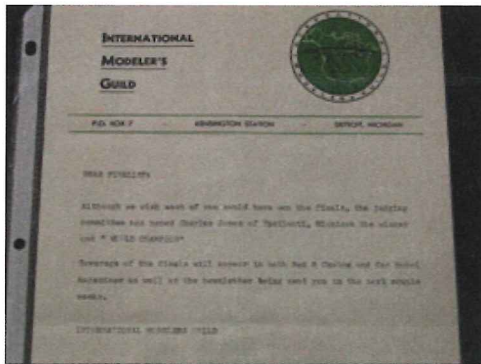 INTERNATIONAL
MODELER'S
GUILD
P.O. BOX 7 - KENSINGTON STATION - DETROIT, MICHIGAN
DEAR FINALIST:
Although we wish most of you could have won the finals, the judging
committee has named Charles Jones of Ypsilanti, Michigan the winner
and "WORLD CHAMPION"
Coverage of the finals will appear in both Rod & Custom and Car Model
Magazines as well as the newsletter being sent you in the next couple
weeks.
INTERNATIONAL MODELERS GUILD